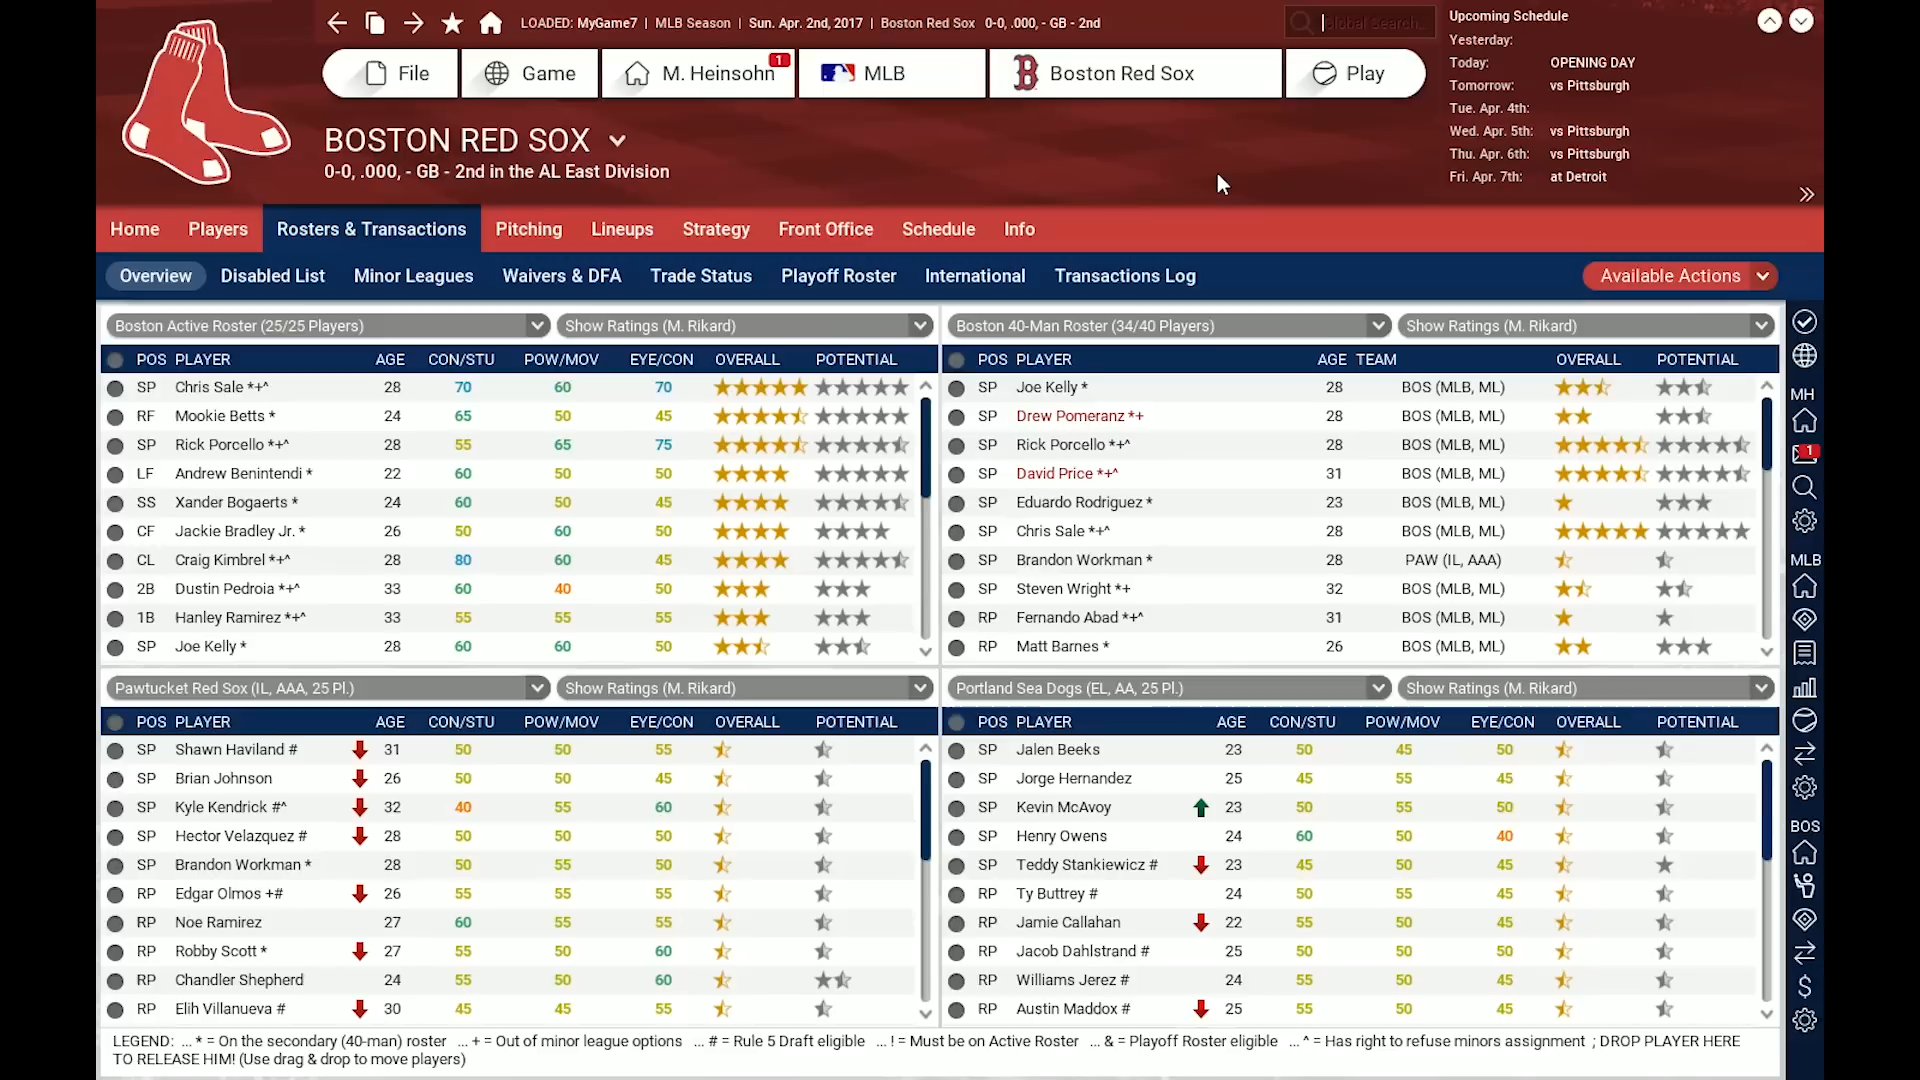 LOADED: MyGame7 | MLB Season | Sun. Apr. 2nd, 2017 | Boston Red Sox 0-0, .000, - GB - 2nd
Global Search...
File Game M. Heinsohn 1 MLB Boston Red Sox Play
BOSTON RED SOX
0-0, .000, - GB - 2nd in the AL East Division
Upcoming Schedule
Yesterday:
Today: OPENING DAY
Tomorrow: vs Pittsburgh
Tue. Apr. 4th:
Wed. Apr. 5th: vs Pittsburgh
Thu. Apr. 6th: vs Pittsburgh
Fri. Apr. 7th: at Detroit
Home Players Rosters & Transactions Pitching Lineups Strategy Front Office Schedule Info
Overview Disabled List Minor Leagues Waivers & DFA Trade Status Playoff Roster International Transactions Log Available Actions
Boston Active Roster (25/25 Players) Show Ratings (M. Rikard)
POS PLAYER AGE CON/STU POW/MOV EYE/CON OVERALL POTENTIAL
SP Chris Sale *+^ 28 70 60 70
RF Mookie Betts * 24 65 50 45
SP Rick Porcello *+^ 28 55 65 75
LF Andrew Benintendi * 22 60 50 50
SS Xander Bogaerts * 24 60 50 45
CF Jackie Bradley Jr. * 26 50 60 50
CL Craig Kimbrel *+^ 28 80 60 45
2B Dustin Pedroia *+^ 33 60 40 50
1B Hanley Ramirez *+^ 33 55 55 55
SP Joe Kelly * 28 60 60 50
Boston 40-Man Roster (34/40 Players) Show Ratings (M. Rikard)
POS PLAYER AGE TEAM OVERALL POTENTIAL
SP Joe Kelly * 28 BOS (MLB, ML)
SP Drew Pomeranz *+ 28 BOS (MLB, ML)
SP Rick Porcello *+^ 28 BOS (MLB, ML)
SP David Price *+^ 31 BOS (MLB, ML)
SP Eduardo Rodriguez * 23 BOS (MLB, ML)
SP Chris Sale *+^ 28 BOS (MLB, ML)
SP Brandon Workman * 28 PAW (IL, AAA)
SP Steven Wright *+ 32 BOS (MLB, ML)
RP Fernando Abad *+^ 31 BOS (MLB, ML)
RP Matt Barnes * 26 BOS (MLB, ML)
Pawtucket Red Sox (IL, AAA, 25 Pl.) Show Ratings (M. Rikard)
POS PLAYER AGE CON/STU POW/MOV EYE/CON OVERALL POTENTIAL
SP Shawn Haviland # 31 50 50 55
SP Brian Johnson 26 50 50 45
SP Kyle Kendrick #^ 32 40 55 60
SP Hector Velazquez # 28 50 50 50
SP Brandon Workman * 28 50 55 50
RP Edgar Olmos +# 26 55 55 45
RP Noe Ramirez 27 60 55 55
RP Robby Scott * 27 55 50 60
RP Chandler Shepherd 24 55 50 60
RP Elih Villanueva # 30 45 45 55
Portland Sea Dogs (EL, AA, 25 Pl.) Show Ratings (M. Rikard)
POS PLAYER AGE CON/STU POW/MOV EYE/CON OVERALL POTENTIAL
SP Jalen Beeks 23 50 45 50
SP Jorge Hernandez 25 45 55 45
SP Kevin McAvoy 23 50 55 50
SP Henry Owens 24 60 50 40
SP Teddy Stankiewicz # 23 45 50 45
RP Ty Buttrey # 24 50 55 45
RP Jamie Callahan 22 55 50 45
RP Jacob Dahlstrand # 25 50 50 50
RP Williams Jerez # 24 55 50 45
RP Austin Maddox # 25 55 50 45
MH
1
MLB
BOS
LEGEND: ... * = On the secondary (40-man) roster ... + = Out of minor league options ... # = Rule 5 Draft eligible ... ! = Must be on Active Roster ... & = Playoff Roster eligible ... ^ = Has right to refuse minors assignment ; DROP PLAYER HERE
TO RELEASE HIM! (Use drag & drop to move players)